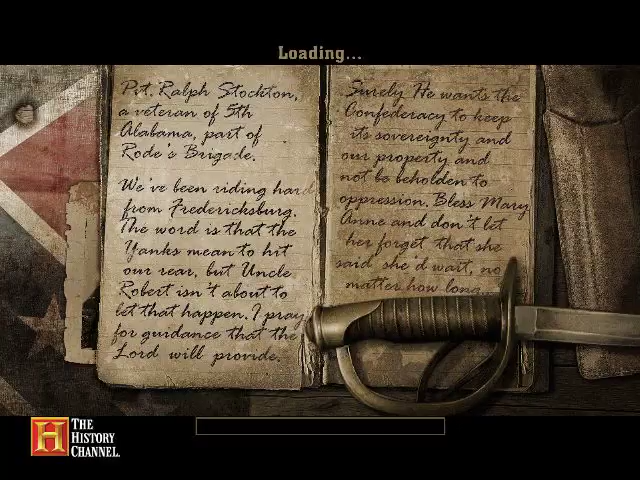 Loading...
Pvt. Ralph Stockton,
a veteran of 5th
Alabama, part of
Rode's Brigade.
We've been riding hard
from Fredericksburg.
The word is that the
Yanks mean to hit
our rear, but Uncle
Robert isn't about to
let that happen. I pray
for guidance that the
Lord will provide.
Surely He wants the
Confederacy to keep
its sovereignty and
our property and
not be beholden to
oppression. Bless Mary
Anne and don't let
her forget that she
said she'd wait, no
matter how long...
H
THE
HISTORY
CHANNEL.